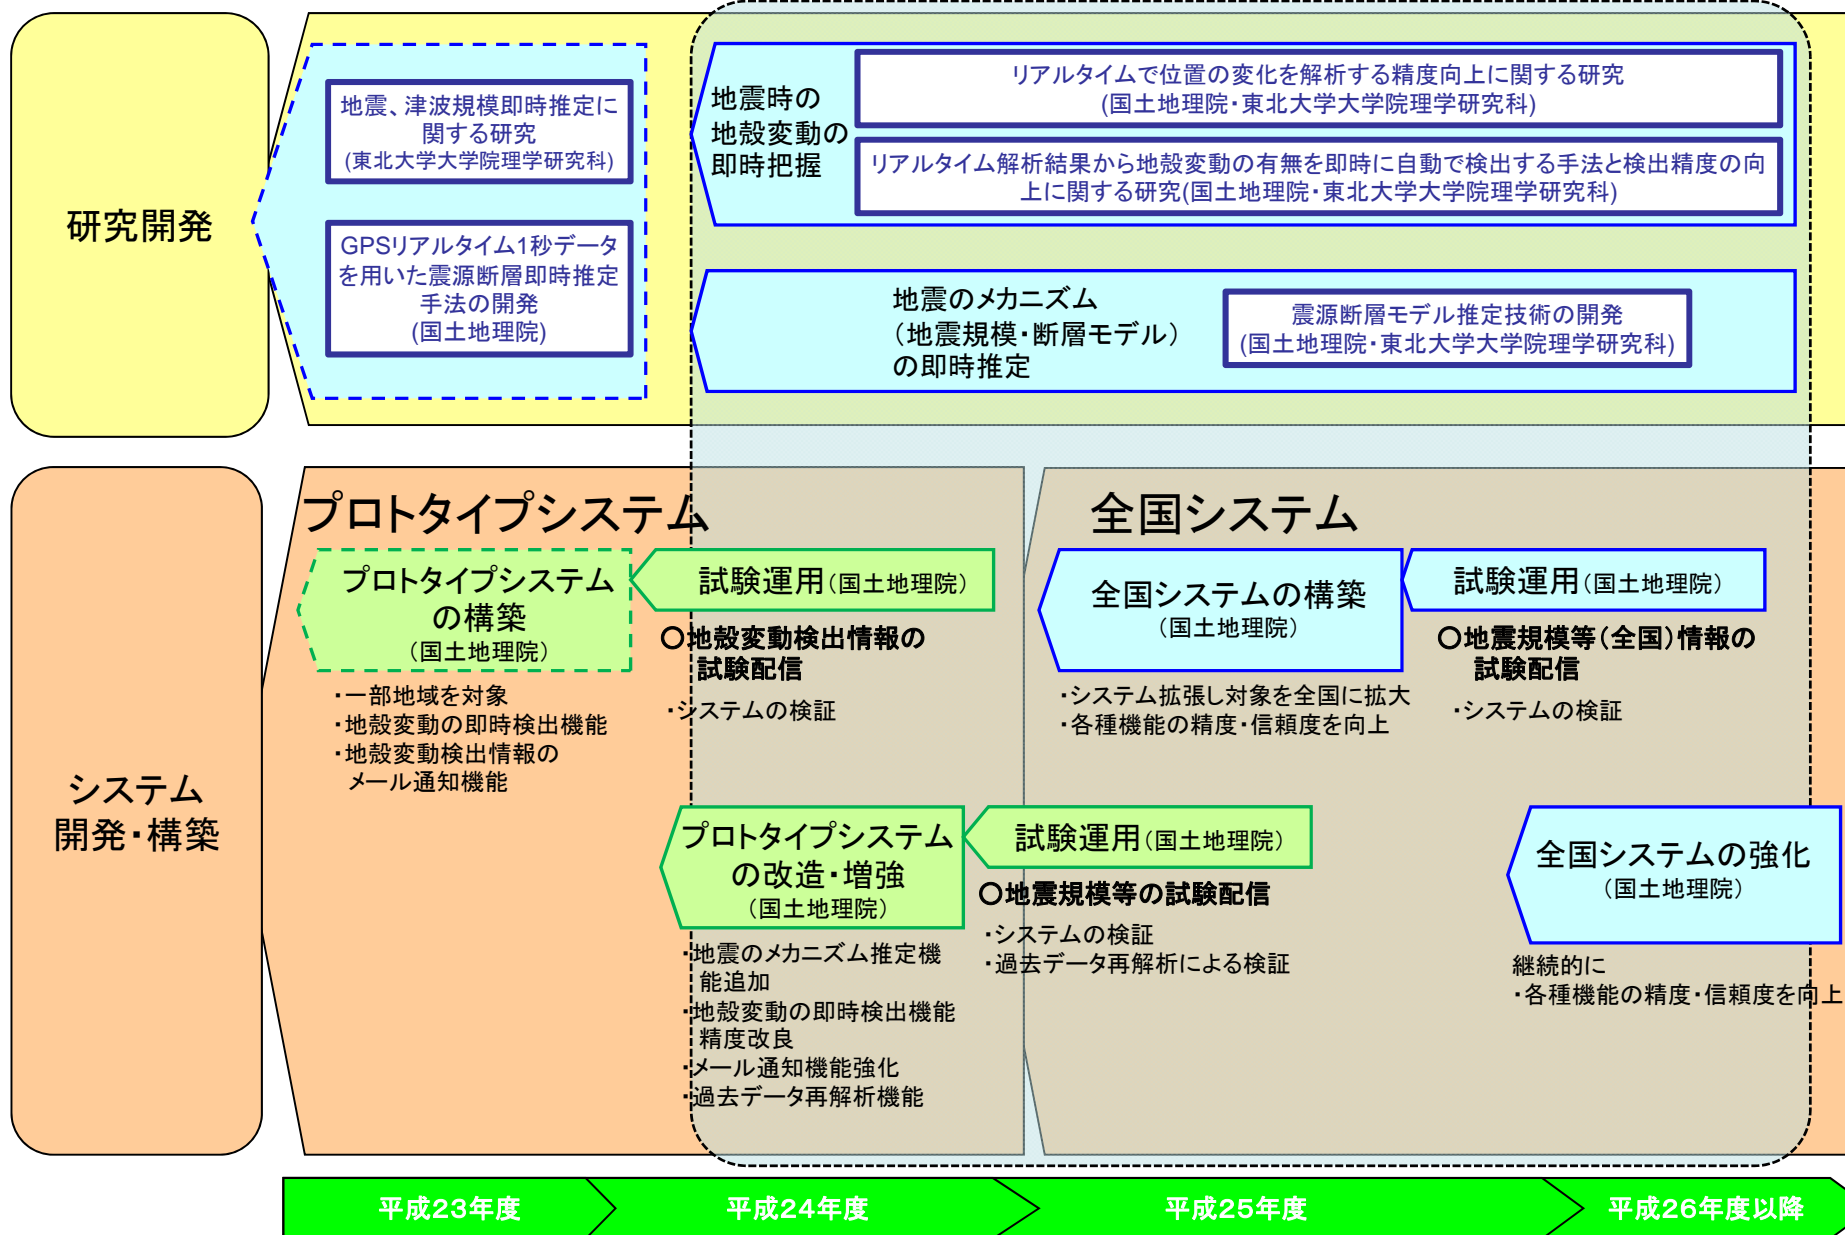 研究開発
地震、津波規模即時推定に
関する研究
(東北大学大学院理学研究科)
GPSリアルタイム1秒データ
を用いた震源断層即時推定
手法の開発
(国土地理院)
地震時の
地殻変動の
即時把握
リアルタイムで位置の変化を解析する精度向上に関する研究
(国土地理院・東北大学大学院理学研究科)
リアルタイム解析結果から地殻変動の有無を即時に自動で検出する手法と検出精度の向
上に関する研究(国土地理院・東北大学大学院理学研究科)
地震のメカニズム
(地震規模・断層モデル)
の即時推定
震源断層モデル推定技術の開発
(国土地理院・東北大学大学院理学研究科)
システム
開発・構築
プロトタイプシステム
プロトタイプシステム
の構築
(国土地理院)
・一部地域を対象
・地殻変動の即時検出機能
・地殻変動検出情報の
メール通知機能
試験運用(国土地理院)
〇地殻変動検出情報の
試験配信
・システムの検証
プロトタイプシステム
の改造・増強
(国土地理院)
・地震のメカニズム推定機
能追加
・地殻変動の即時検出機能
精度改良
・メール通知機能強化
・過去データ再解析機能
試験運用(国土地理院)
〇地震規模等の試験配信
・システムの検証
・過去データ再解析による検証
全国システム
全国システムの構築
(国土地理院)
・システム拡張し対象を全国に拡大
・各種機能の精度・信頼度を向上
試験運用(国土地理院)
〇地震規模等(全国)情報の
試験配信
・システムの検証
全国システムの強化
(国土地理院)
継続的に
・各種機能の精度・信頼度を向上
平成23年度
平成24年度
平成25年度
平成26年度以降